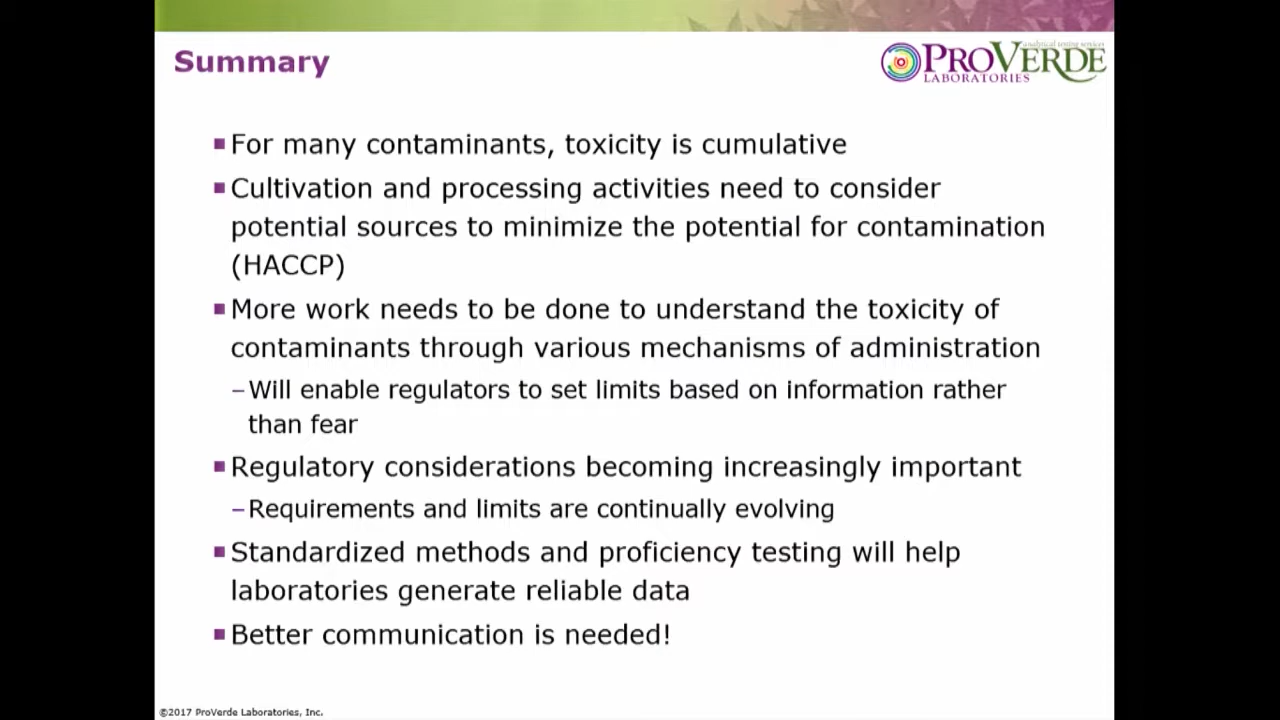 Summary
analytical testing services
PROVERDE
LABORATORIES
For many contaminants, toxicity is cumulative
Cultivation and processing activities need to consider
potential sources to minimize the potential for contamination
(HACCP)
More work needs to be done to understand the toxicity of
contaminants through various mechanisms of administration
–Will enable regulators to set limits based on information rather
than fear
Regulatory considerations becoming increasingly important
–Requirements and limits are continually evolving
Standardized methods and proficiency testing will help
laboratories generate reliable data
Better communication is needed!
©2017 ProVerde Laboratories, Inc.